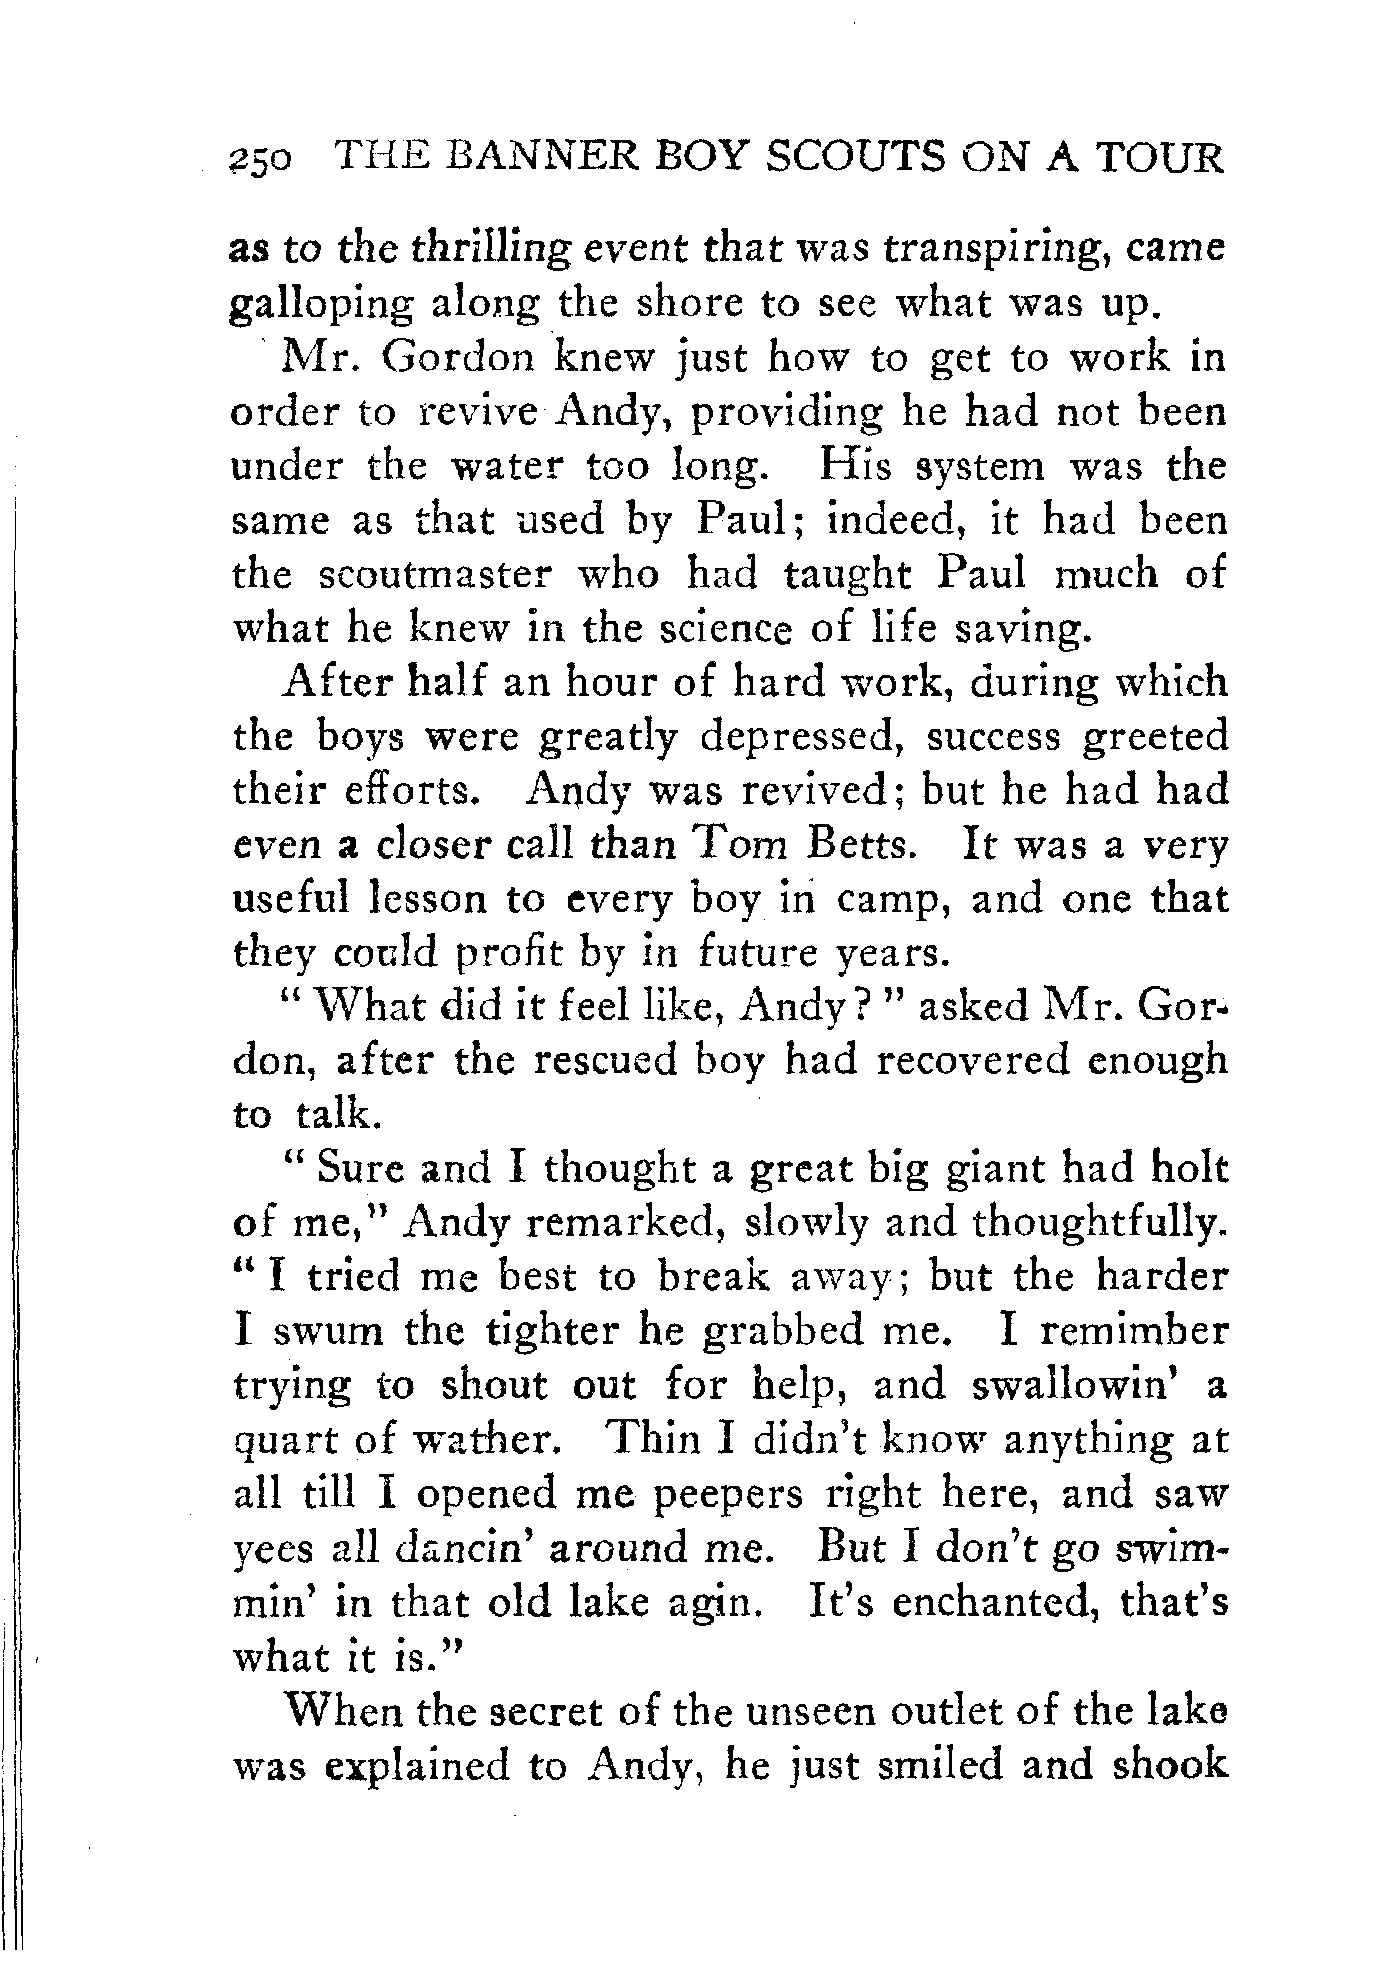 250 THE BANNER BOY SCOUTS ON A TOUR
as to the thrilling event that was transpiring, came
galloping along the shore to see what was up.
Mr. Gordon knew just how to get to work in
order to revive Andy, providing he had not been
under the water too long. His system was the
same as that used by Paul; indeed, it had been
the scoutmaster who had taught Paul much of
what he knew in the science of life saving.
After half an hour of hard work, during which
the boys were greatly depressed, success greeted
their efforts. Andy was revived; but he had had
even a closer call than Tom Betts. It was a very
useful lesson to every boy in camp, and one that
they could profit by in future years.
" What did it feel like, Andy? " asked Mr. Gor-
don, after the rescued boy had recovered enough
to talk.
" Sure and I thought a great big giant had holt
of me," Andy remarked, slowly and thoughtfully.
" I tried me best to break away; but the harder
I swum the tighter he grabbed me. I remimber
trying to shout out for help, and swallowin' a
quart of wather. Thin I didn't know anything at
all till I opened me peepers right here, and saw
yees all dancin' around me. But I don't go swim-
min' in that old lake agin. It's enchanted, that's
what it is."
When the secret of the unseen outlet of the lake
was explained to Andy, he just smiled and shook